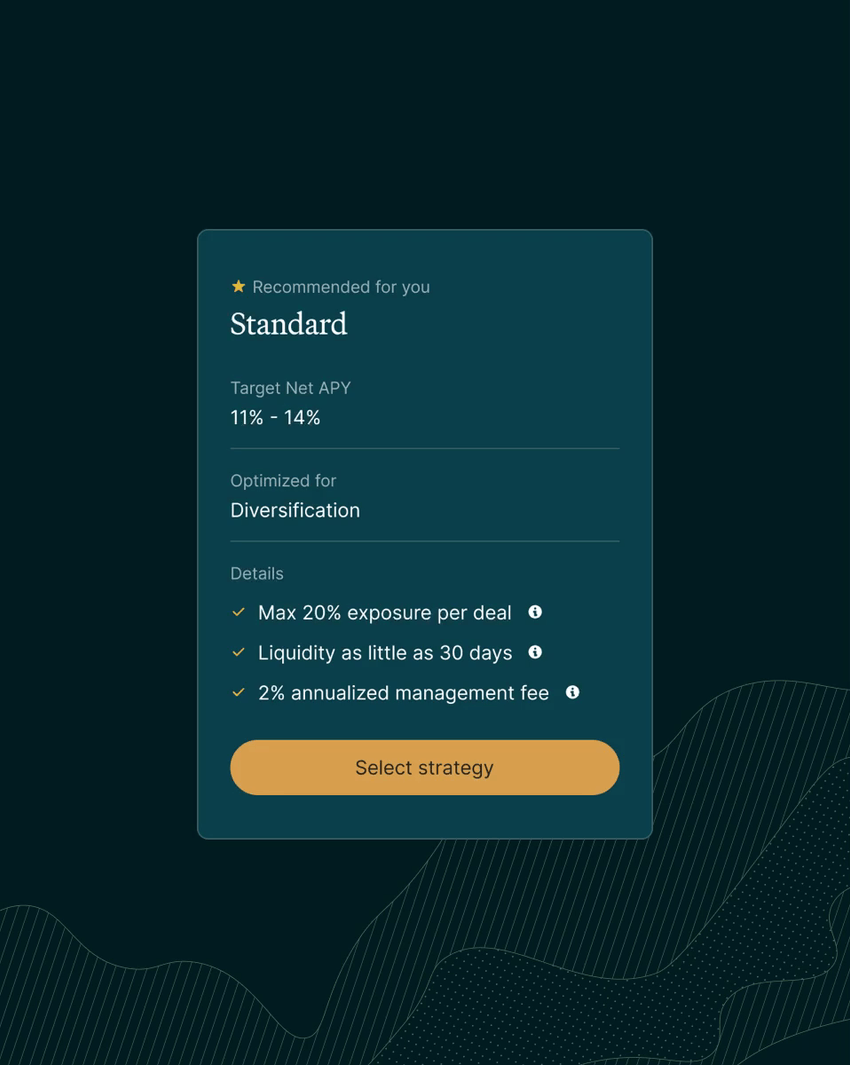 Recommended for you
Standard
Target Net APY
11% - 14%
Optimized for
Diversification
Details
Max 20% exposure per deal
Liquidity as little as 30 days
2% annualized management fee
Select strategy